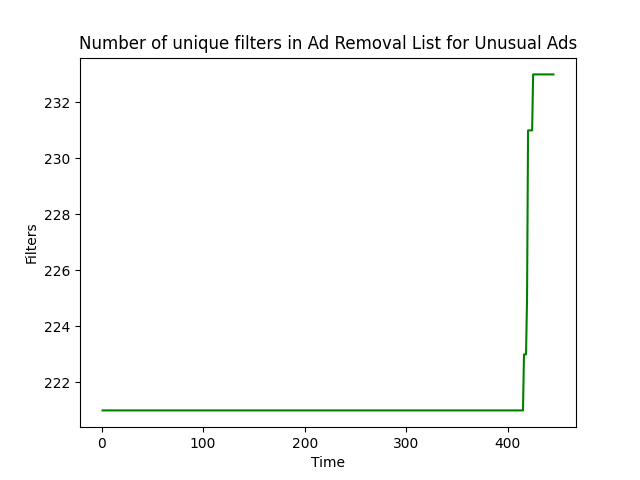 Number of unique filters in Ad Removal List for Unusual Ads
232
230
228
226
224
222
Filters
0 100 200 300 400
Time